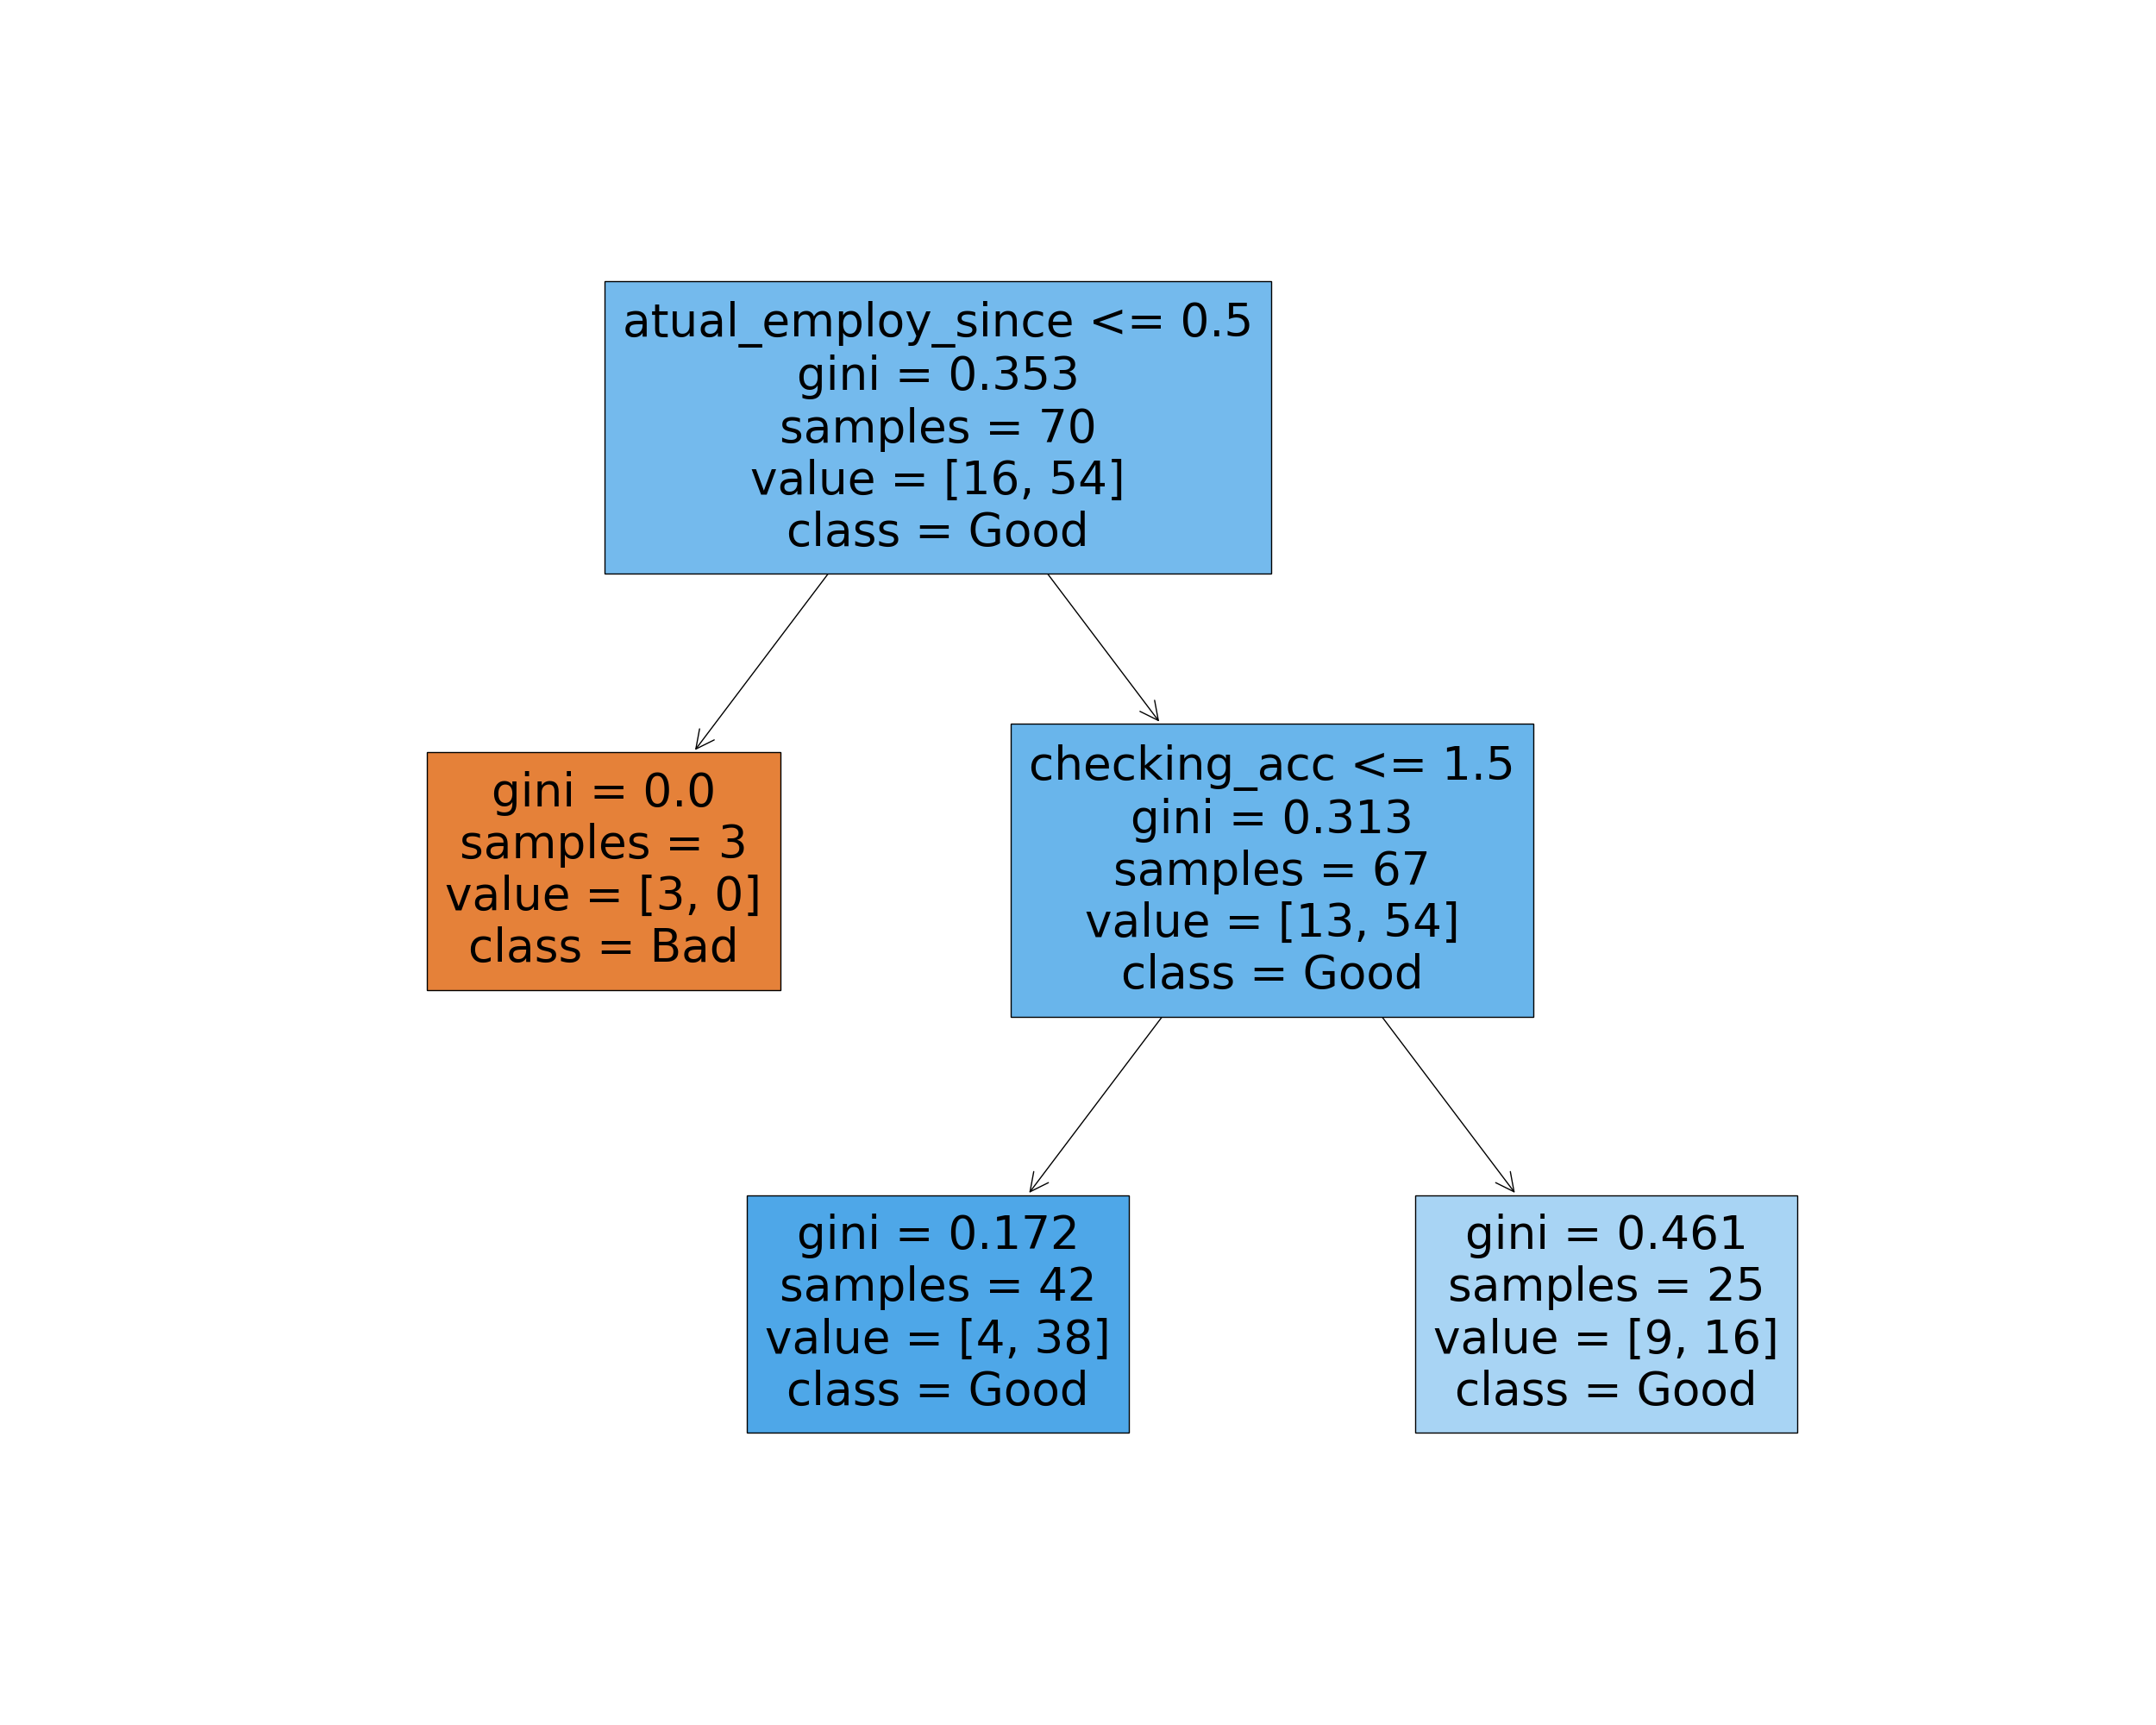 atual_employ_since <= 0.5
gini = 0.353
samples = 70
value = [16, 54]
class = Good
gini = 0.0
samples = 3
value = [3, 0]
class = Bad
checking_acc <= 1.5
gini = 0.313
samples = 67
value = [13, 54]
class = Good
gini = 0.172
samples = 42
value = [4, 38]
class = Good
gini = 0.461
samples = 25
value = [9, 16]
class = Good